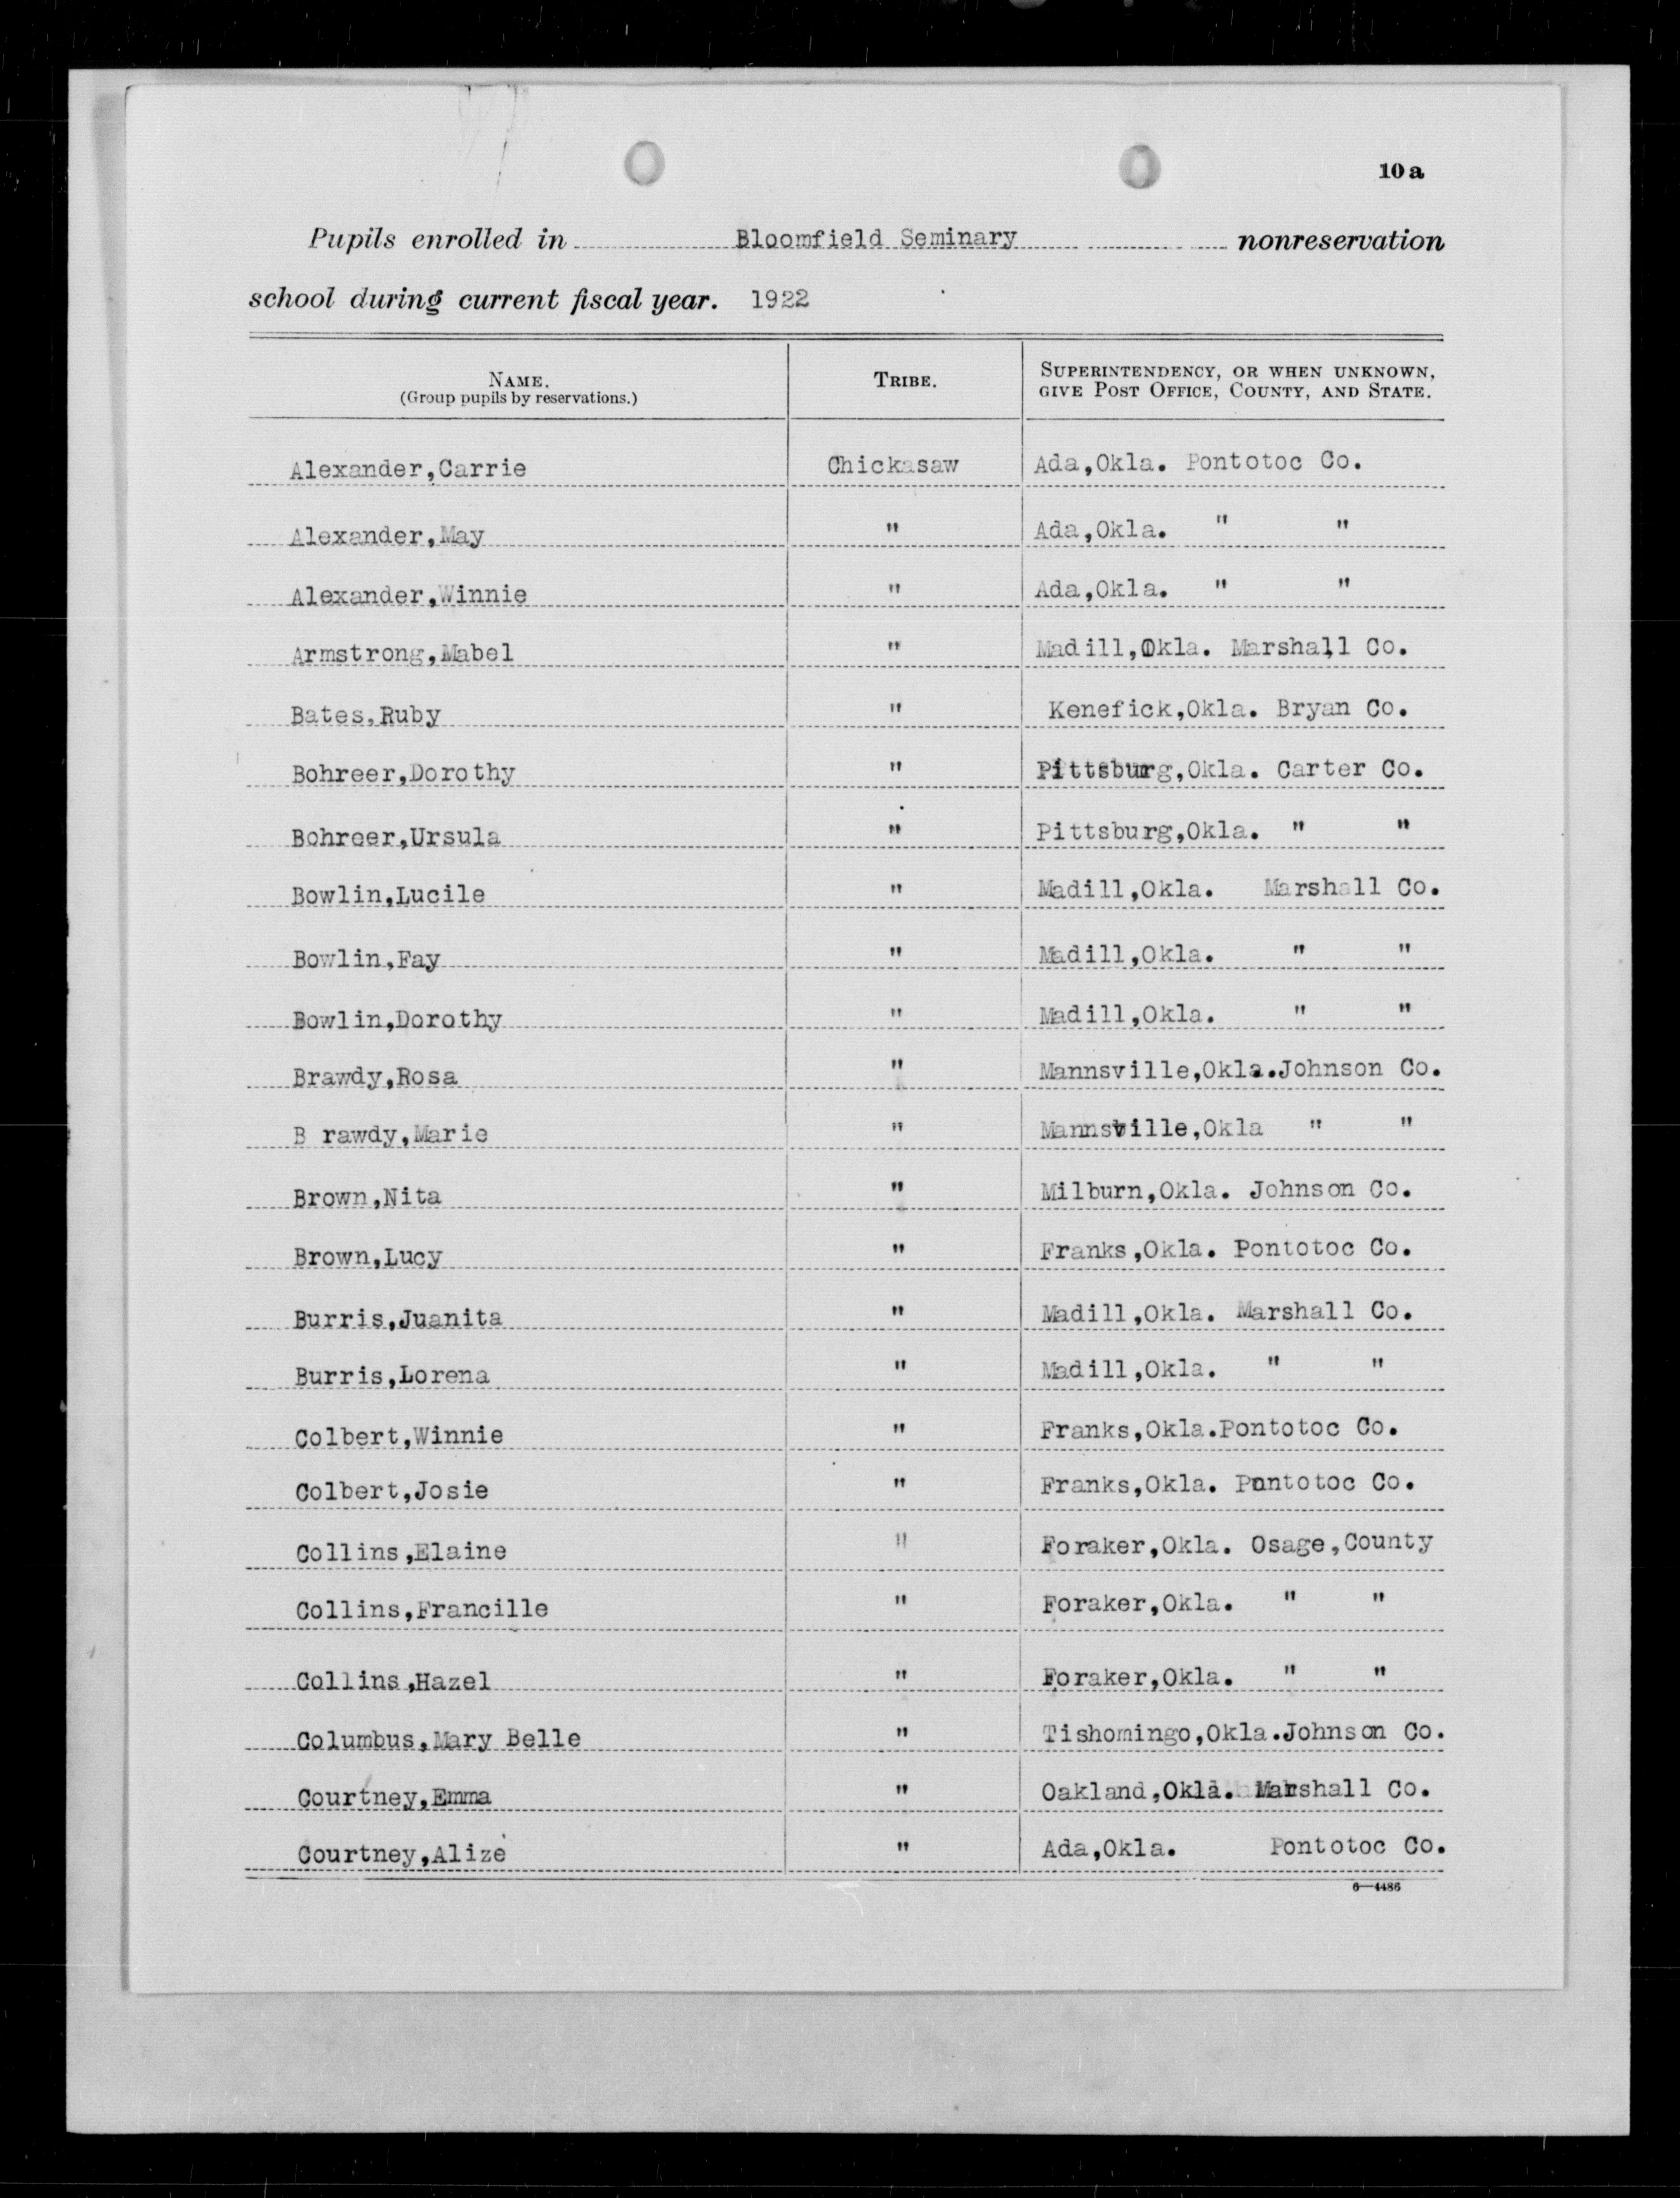 10 a
Pupils enrolled in Bloomfield Seminary nonreservation
school during current fiscal year. 1922
NAME.
(Group pupils by reservations.)
TRIBE.
SUPERINTENDENCY, OR WHEN UNKNOWN,
GIVE POST OFFICE, COUNTY, AND STATE.
Alexander,Carrie Chickasaw Ada,Okla. Pontotoc Co.
Alexander,May " Ada,Okla. " "
Alexander,Winnie " Ada,Okla. " "
Armstrong,Mabel " Madill,Okla. Marshall Co.
Bates,Ruby " Kenefick,Okla. Bryan Co.
Bohreer,Dorothy " Pittsburg,Okla. Carter Co.
Bohreer,Ursula " Pittsburg,Okla. " "
Bowlin,Lucile " Madill,Okla. Marshall Co.
Bowlin,Fay " Madill,Okla. " "
Bowlin,Dorothy " Madill,Okla. " "
Brawdy,Rosa " Mannsville,Okla.Johnson Co.
B rawdy,Marie " Mannsville,Okla " "
Brown,Nita " Milburn,Okla. Johnson Co.
Brown,Lucy " Franks,Okla. Pontotoc Co.
Burris,Juanita " Madill,Okla. Marshall Co.
Burris,Lorena " Madill,Okla. " "
Colbert,Winnie " Franks,Okla.Pontotoc Co.
Colbert,Josie " Franks,Okla. Pontotoc Co.
Collins,Elaine " Foraker,Okla. Osage,County
Collins,Francille " Foraker,Okla. " "
Collins,Hazel " Foraker,Okla. " "
Columbus,Mary Belle " Tishomingo,Okla.Johnson Co.
Courtney,Emma " Oakland,Okla. Marshall Co.
Courtney,Alize " Ada,Okla. Pontotoc Co.
6—4486